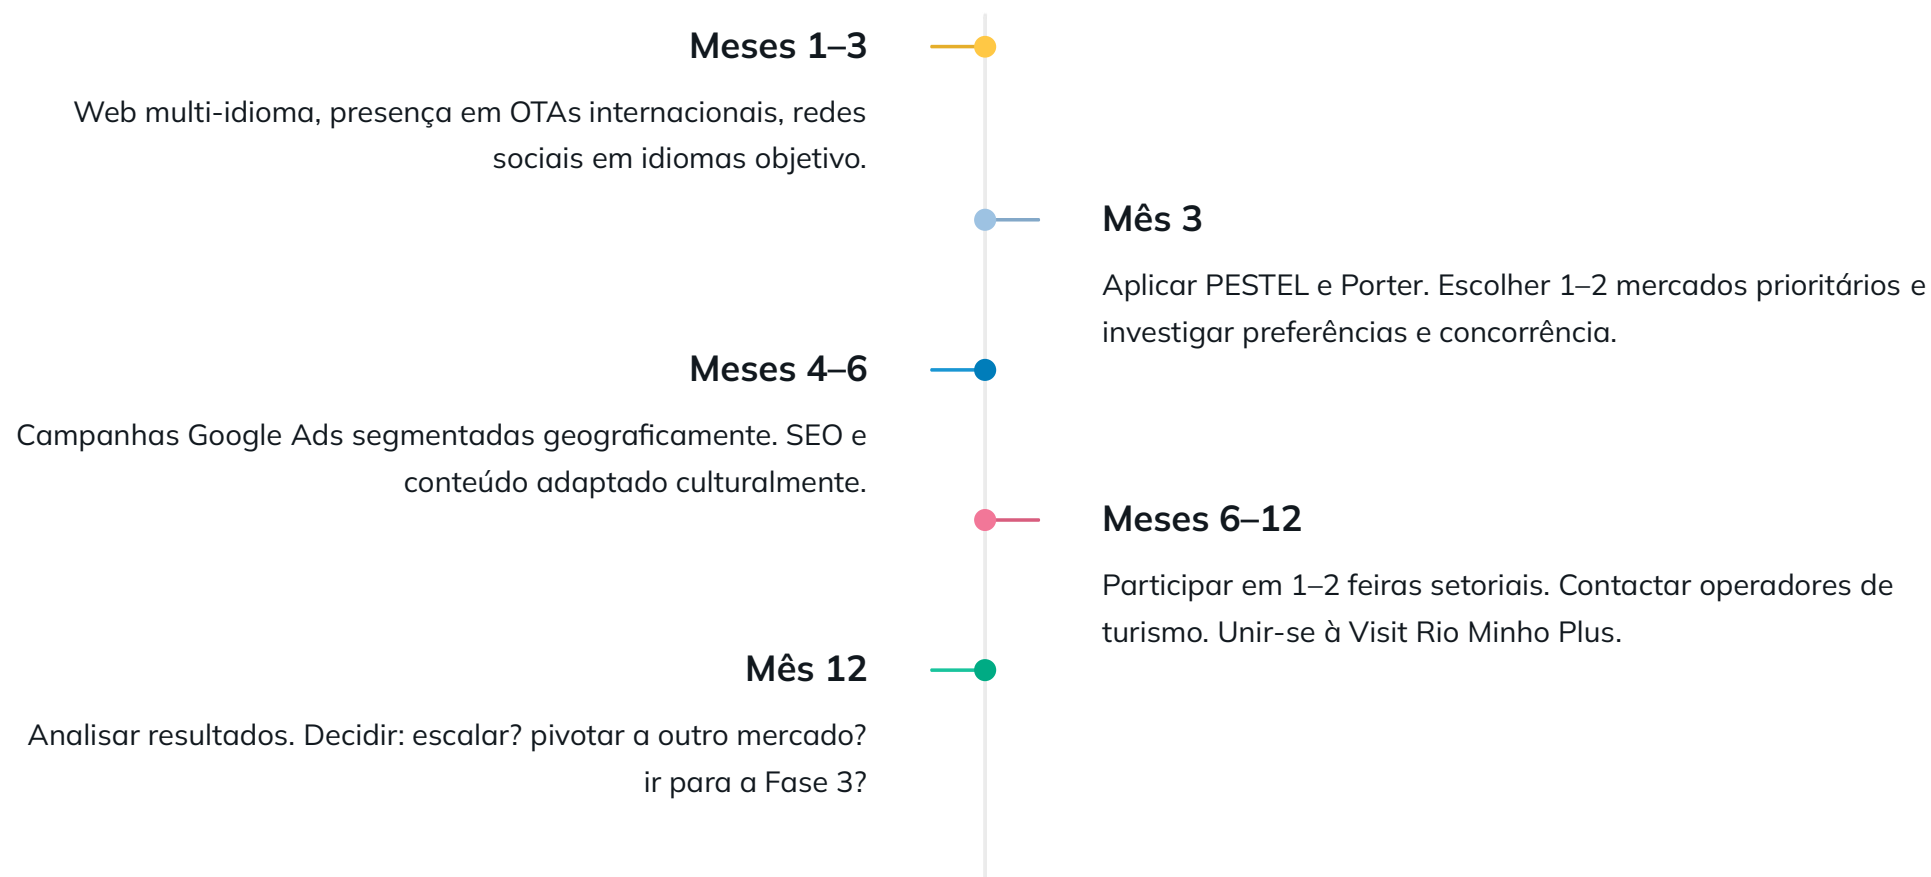 Meses 1–3
Web multi-idioma, presença em OTAs internacionais, redes
sociais em idiomas objetivo.
Mês 3
Aplicar PESTEL e Porter. Escolher 1–2 mercados prioritários e
investigar preferências e concorrência.
Meses 4–6
Campanhas Google Ads segmentadas geograficamente. SEO e
conteúdo adaptado culturalmente.
Meses 6–12
Participar em 1–2 feiras setoriais. Contactar operadores de
turismo. Unir-se à Visit Rio Minho Plus.
Mês 12
Analisar resultados. Decidir: escalar? pivotar a outro mercado?
ir para a Fase 3?